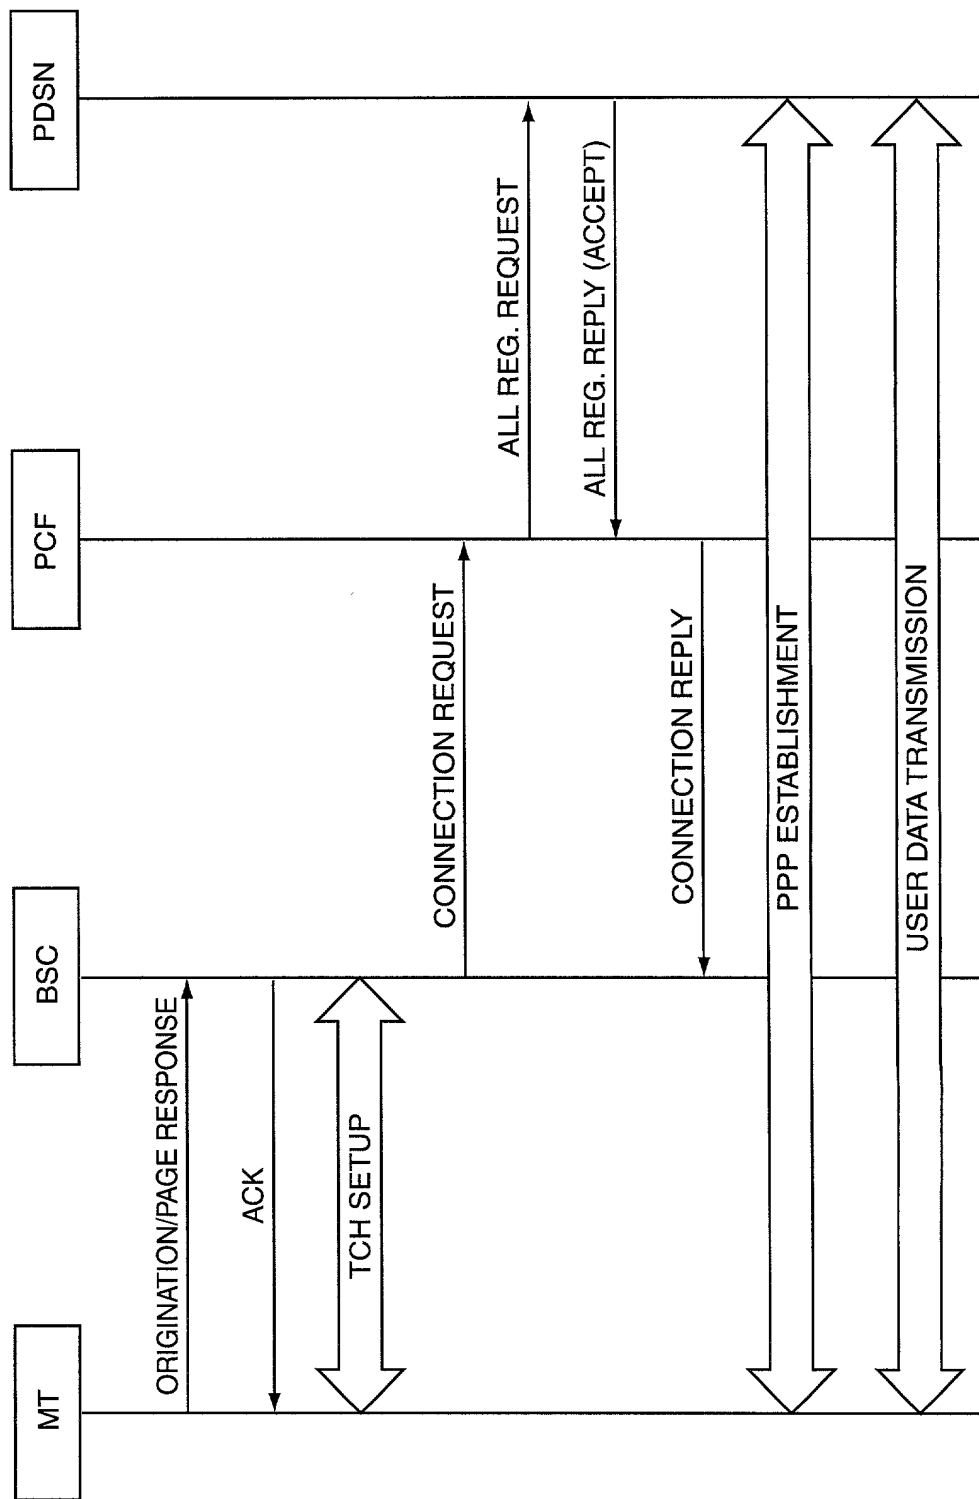 MT
BSC
PCF
PDSN
ORIGINATION/PAGE RESPONSE
ACK
TCH SETUP
CONNECTION REQUEST
ALL REG. REQUEST
ALL REG. REPLY (ACCEPT)
CONNECTION REPLY
PPP ESTABLISHMENT
USER DATA TRANSMISSION